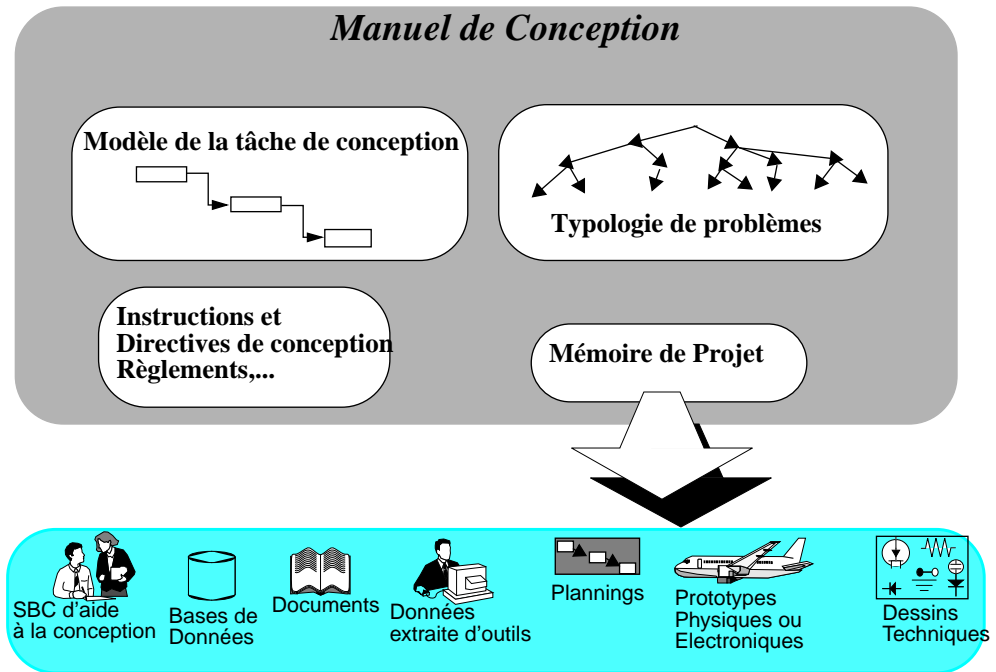 Manuel de Conception
Modèle de la tâche de conception
Typologie de problèmes
Instructions et
Directives de conception
Règlements,...
Mémoire de Projet
SBC d'aide
à la conception
Bases de
Données
Documents
Données
extraite d'outils
Plannings
Prototypes
Physiques ou
Electroniques
Dessins
Techniques